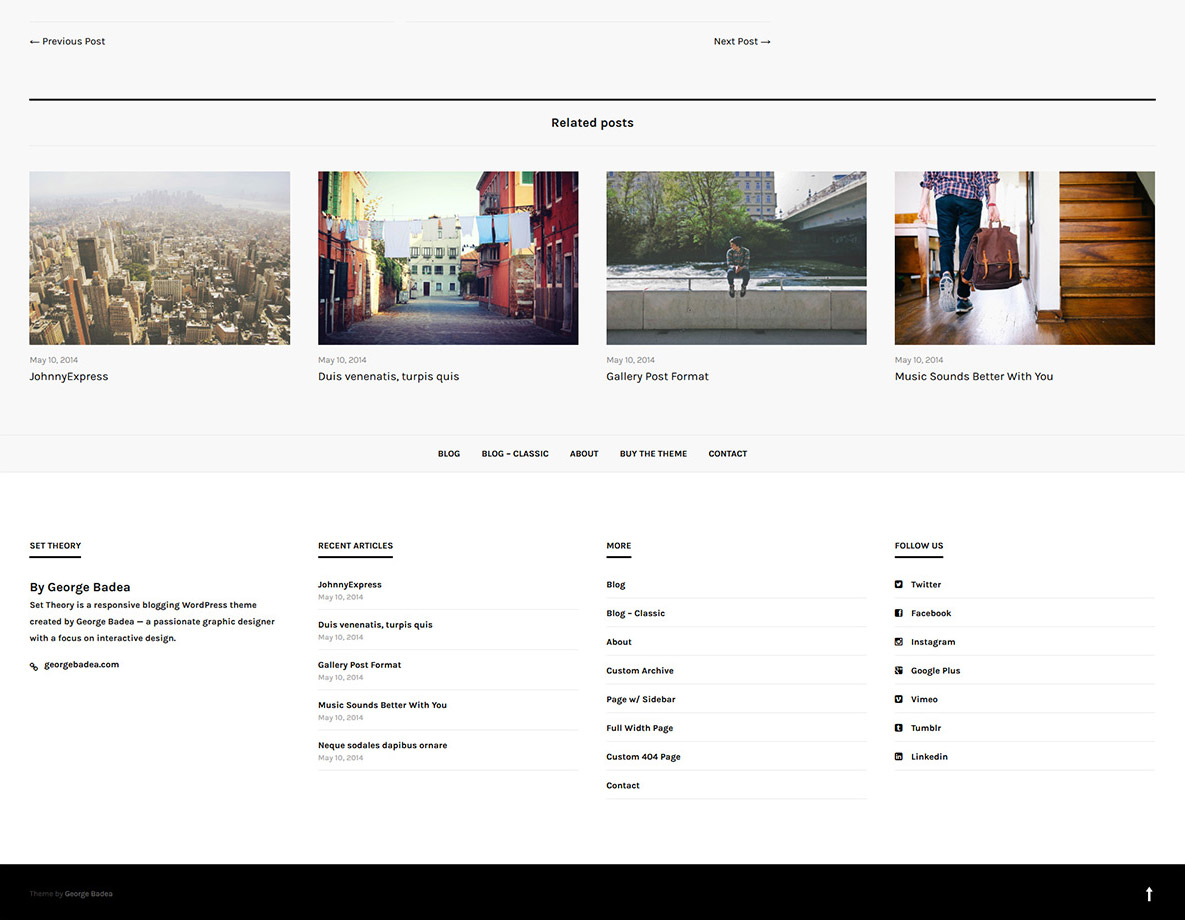 ← Previous Post
Next Post →
Related posts
May 10, 2014
JohnnyExpress
May 10, 2014
Duis venenatis, turpis quis
May 10, 2014
Gallery Post Format
May 10, 2014
Music Sounds Better With You
BLOG BLOG – CLASSIC ABOUT BUY THE THEME CONTACT
SET THEORY
By George Badea
Set Theory is a responsive blogging WordPress theme
created by George Badea — a passionate graphic designer
with a focus on interactive design.
georgebadea.com
RECENT ARTICLES
JohnnyExpress
May 10, 2014
Duis venenatis, turpis quis
May 10, 2014
Gallery Post Format
May 10, 2014
Music Sounds Better With You
May 10, 2014
Neque sodales dapibus ornare
May 10, 2014
MORE
Blog
Blog – Classic
About
Custom Archive
Page w/ Sidebar
Full Width Page
Custom 404 Page
Contact
FOLLOW US
Twitter
Facebook
Instagram
Google Plus
Vimeo
Tumblr
Linkedin
Theme by George Badea